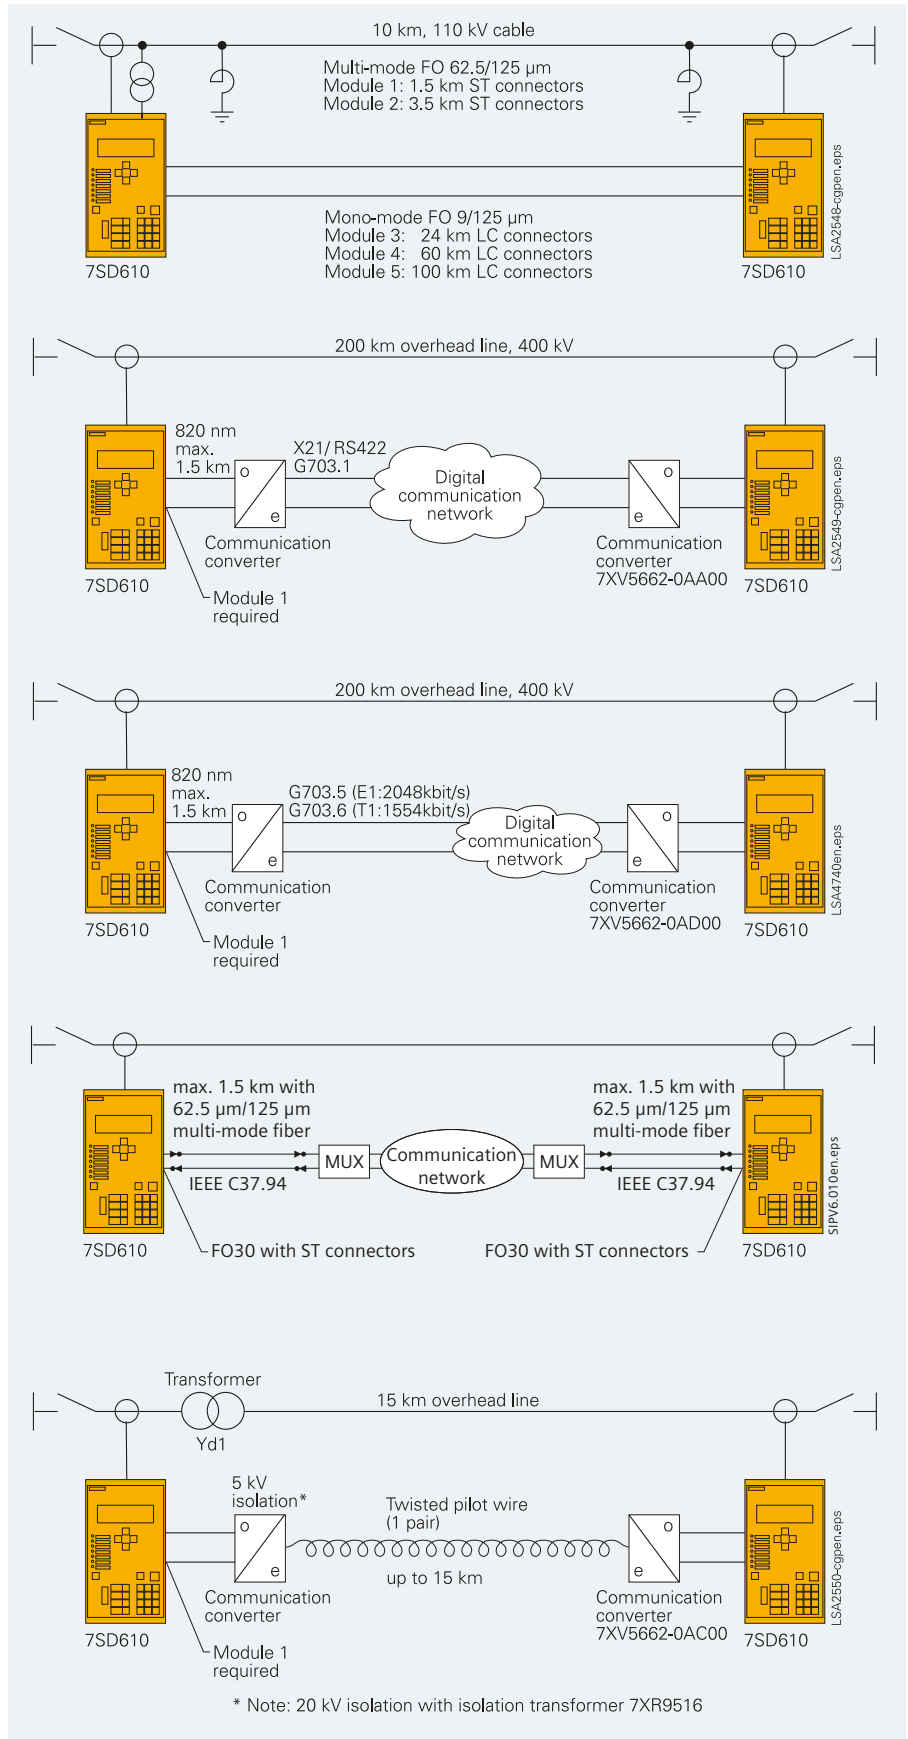 10 km, 110 kV cable
Multi-mode FO 62.5/125 µm
Module 1: 1.5 km ST connectors
Module 2: 3.5 km ST connectors
Mono-mode FO 9/125 µm
Module 3: 24 km LC connectors
Module 4: 60 km LC connectors
Module 5: 100 km LC connectors
7SD610
7SD610
LSA2548-cgpen.eps
200 km overhead line, 400 kV
820 nm
max.
1.5 km
X21/RS422
G703.1
Digital
communication
network
o
e
o
e
Communication
converter
Communication
converter
7XV5662-0AA00
7SD610
7SD610
Module 1
required
LSA2549-cgpen.eps
200 km overhead line, 400 kV
820 nm
max.
1.5 km
G703.5 (E1:2048kbit/s)
G703.6 (T1:1554kbit/s)
Digital
communication
network
o
e
o
e
Communication
converter
Communication
converter
7XV5662-0AD00
7SD610
7SD610
Module 1
required
LSA4740en.eps
max. 1.5 km with
62.5 µm/125 µm
multi-mode fiber
max. 1.5 km with
62.5 µm/125 µm
multi-mode fiber
MUX
Communication
network
MUX
IEEE C37.94
IEEE C37.94
7SD610
FO30 with ST connectors
FO30 with ST connectors
7SD610
SIPV6.010en.eps
Transformer
15 km overhead line
Yd1
5 kV
isolation*
Twisted pilot wire
(1 pair)
up to 15 km
o
e
o
e
Communication
converter
Communication
converter
7XV5662-0AC00
7SD610
7SD610
Module 1
required
LSA2550-cgpen.eps
* Note: 20 kV isolation with isolation transformer 7XR9516